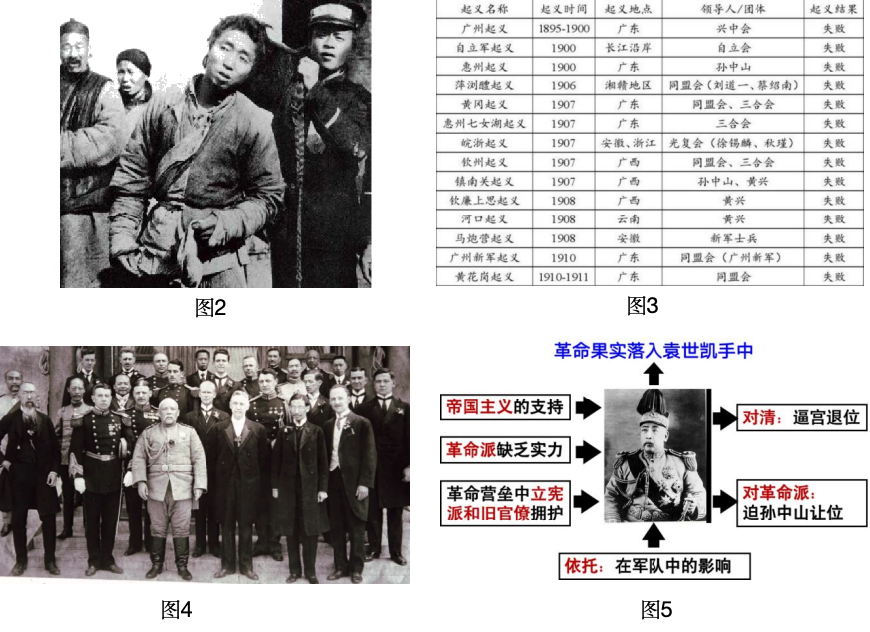 起义名称 起义时间 起义地点 领导人/团体 起义结果
广州起义 1895-1900 广东 兴中会 失败
自立军起义 1900 长江沿岸 自立会 失败
惠州起义 1900 广东 孙中山 失败
萍浏醴起义 1906 湘赣地区 同盟会（刘道一、蔡绍南） 失败
黄冈起义 1907 广东 同盟会、三合会 失败
惠州七女湖起义 1907 广东 三合会 失败
皖浙起义 1907 安徽、浙江 光复会（徐锡麟、秋瑾） 失败
钦州起义 1907 广西 同盟会、三合会 失败
镇南关起义 1907 广西 孙中山、黄兴 失败
钦廉上思起义 1908 广西 黄兴 失败
河口起义 1908 云南 黄兴 失败
马炮营起义 1908 安徽 新军士兵 失败
广州新军起义 1910 广东 同盟会（广州新军） 失败
黄花岗起义 1910-1911 广东 同盟会 失败
图2
图3
革命果实落入袁世凯手中
帝国主义的支持
革命派缺乏实力
革命营垒中立宪
派和旧官僚拥护
对清：逼宫退位
对革命派：
迫孙中山让位
依托：在军队中的影响
图4
图5